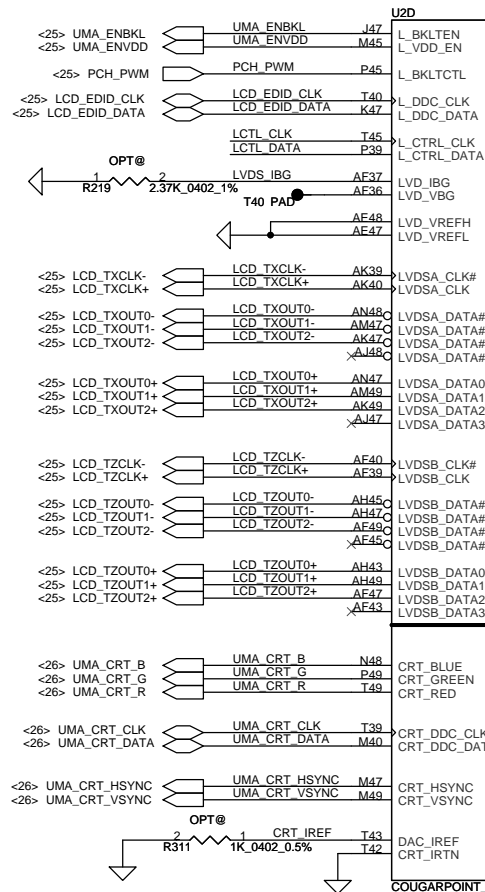 U2D
<25> UMA_ENBKL UMA_ENBKL J47 L_BKLTEN
<25> UMA_ENVDD UMA_ENVDD M45 L_VDD_EN
<25> PCH_PWM PCH_PWM P45 L_BKLTCTL
<25> LCD_EDID_CLK LCD_EDID_CLK T40 L_DDC_CLK
<25> LCD_EDID_DATA LCD_EDID_DATA K47 L_DDC_DATA
LCTL_CLK T45 L_CTRL_CLK
LCTL_DATA P39 L_CTRL_DATA
OPT@
1 2 LVDS_IBG AF37 LVD_IBG
R219 2.37K_0402_1% AF36 LVD_VBG
T40 PAD
AE48 LVD_VREFH
AE47 LVD_VREFL
<25> LCD_TXCLK- LCD_TXCLK- AK39 LVDSA_CLK#
<25> LCD_TXCLK+ LCD_TXCLK+ AK40 LVDSA_CLK
<25> LCD_TXOUT0- LCD_TXOUT0- AN48 LVDSA_DATA#
<25> LCD_TXOUT1- LCD_TXOUT1- AM47 LVDSA_DATA#
<25> LCD_TXOUT2- LCD_TXOUT2- AK47 LVDSA_DATA#
AJ48 LVDSA_DATA#
<25> LCD_TXOUT0+ LCD_TXOUT0+ AN47 LVDSA_DATA0
<25> LCD_TXOUT1+ LCD_TXOUT1+ AM49 LVDSA_DATA1
<25> LCD_TXOUT2+ LCD_TXOUT2+ AK49 LVDSA_DATA2
AJ47 LVDSA_DATA3
<25> LCD_TZCLK- LCD_TZCLK- AF40 LVDSB_CLK#
<25> LCD_TZCLK+ LCD_TZCLK+ AF39 LVDSB_CLK
<25> LCD_TZOUT0- LCD_TZOUT0- AH45 LVDSB_DATA#
<25> LCD_TZOUT1- LCD_TZOUT1- AH47 LVDSB_DATA#
<25> LCD_TZOUT2- LCD_TZOUT2- AF49 LVDSB_DATA#
AF45 LVDSB_DATA#
<25> LCD_TZOUT0+ LCD_TZOUT0+ AH43 LVDSB_DATA0
<25> LCD_TZOUT1+ LCD_TZOUT1+ AH49 LVDSB_DATA1
<25> LCD_TZOUT2+ LCD_TZOUT2+ AF47 LVDSB_DATA2
AF43 LVDSB_DATA3
<26> UMA_CRT_B UMA_CRT_B N48 CRT_BLUE
<26> UMA_CRT_G UMA_CRT_G P49 CRT_GREEN
<26> UMA_CRT_R UMA_CRT_R T49 CRT_RED
<26> UMA_CRT_CLK UMA_CRT_CLK T39 CRT_DDC_CLK
<26> UMA_CRT_DATA UMA_CRT_DATA M40 CRT_DDC_DAT
<26> UMA_CRT_HSYNC UMA_CRT_HSYNC M47 CRT_HSYNC
<26> UMA_CRT_VSYNC UMA_CRT_VSYNC M49 CRT_VSYNC
OPT@
2 1 CRT_IREF T43 DAC_IREF
R311 1K_0402_0.5% T42 CRT_IRTN
COUGARPOINT_